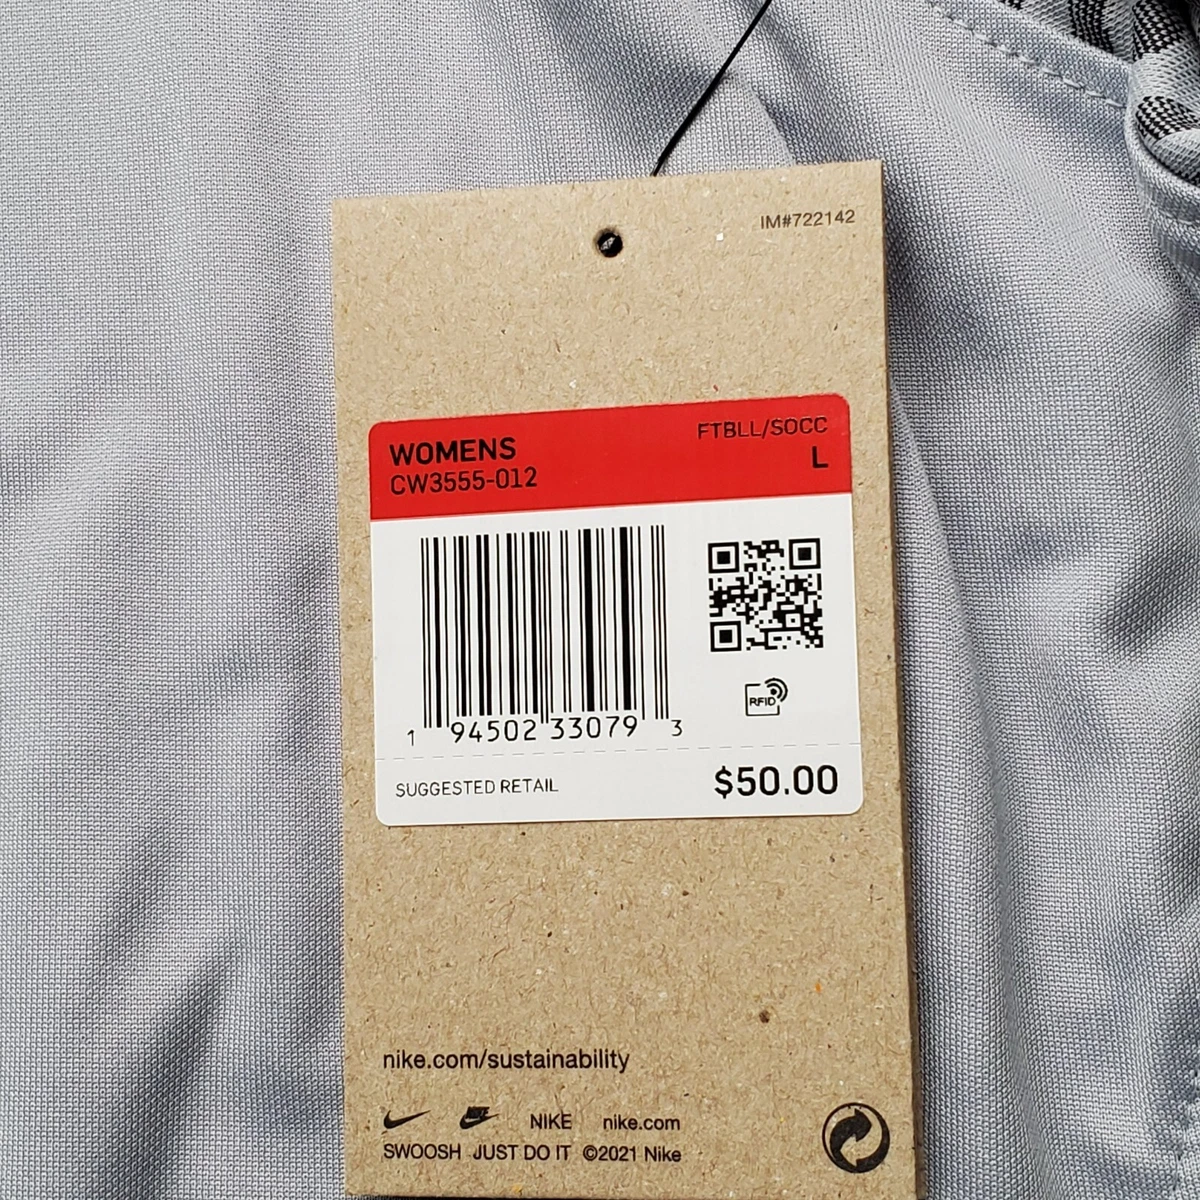 IM#722142
WOMENS
FTBLL/SOCC
CW3555-012
L
RFID
1 94502 33079 3
SUGGESTED RETAIL
$50.00
nike.com/sustainability
NIKE nike.com
SWOOSH JUST DO IT ©2021 Nike